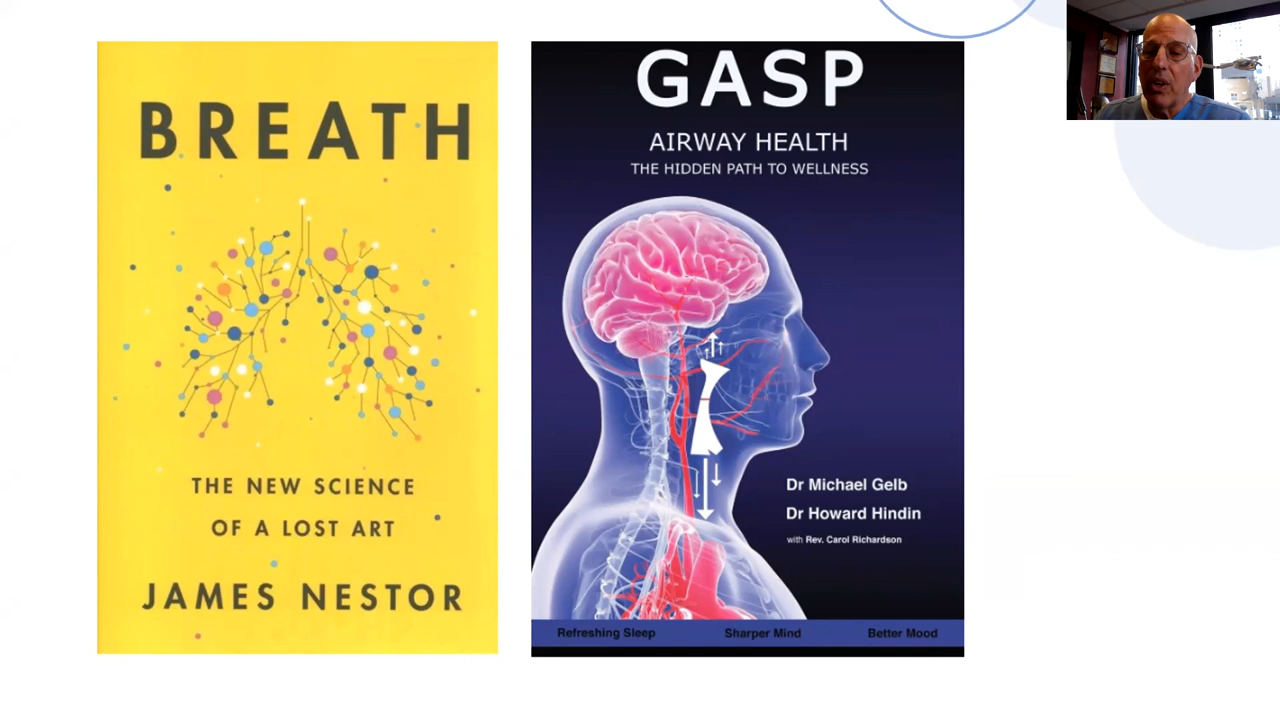 BREATH
THE NEW SCIENCE
OF A LOST ART
JAMES NESTOR
GASP
AIRWAY HEALTH
THE HIDDEN PATH TO WELLNESS
Dr Michael Gelb
Dr Howard Hindin
with Rev. Carol Richardson
Refreshing Sleep Sharper Mind Better Mood